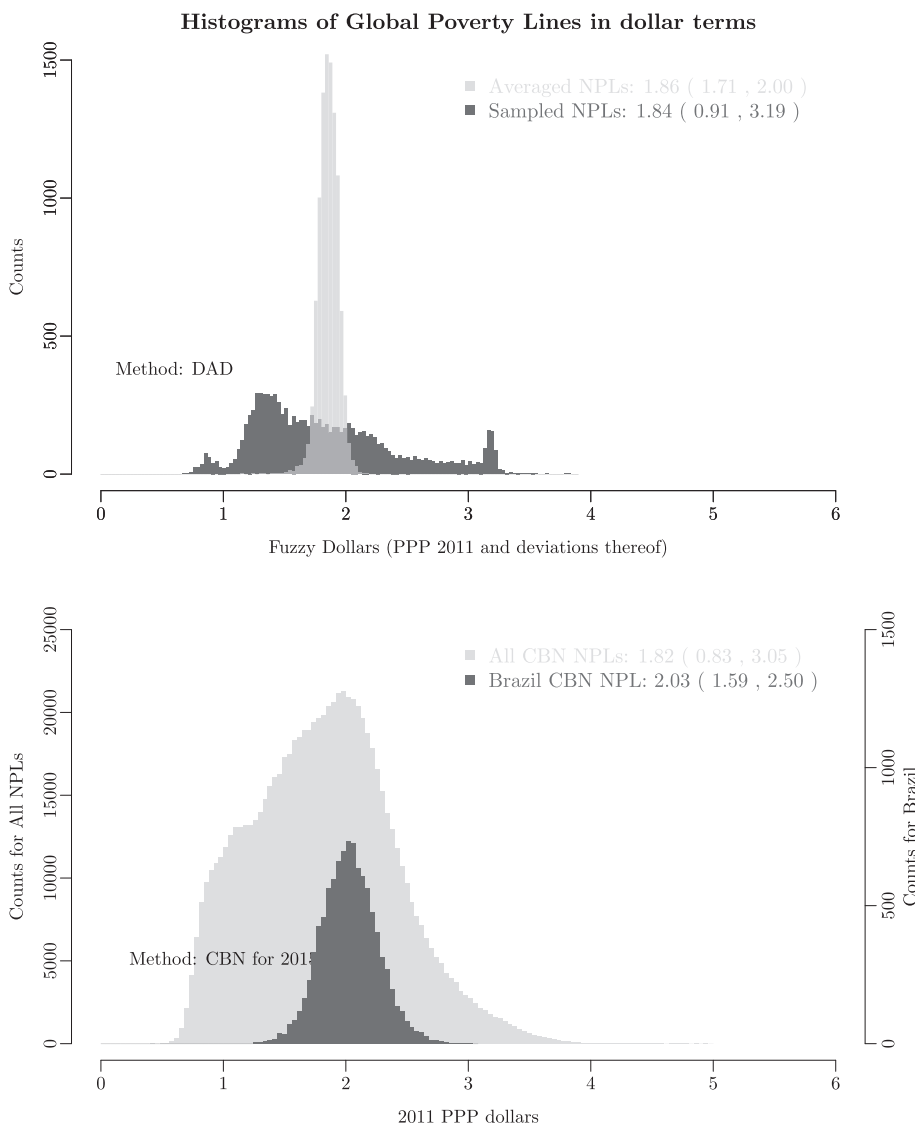 Histograms of Global Poverty Lines in dollar terms
Averaged NPLs: 1.86 ( 1.71 , 2.00 )
Sampled NPLs: 1.84 ( 0.91 , 3.19 )
Counts
1500
1000
500
0
Method: DAD
0 1 2 3 4 5 6
Fuzzy Dollars (PPP 2011 and deviations thereof)
All CBN NPLs: 1.82 ( 0.83 , 3.05 )
Brazil CBN NPL: 2.03 ( 1.59 , 2.50 )
Counts for All NPLs
25000
20000
15000
10000
5000
0
Method: CBN for 201
1500
1000
500
0
Counts for Brazil
0 1 2 3 4 5 6
2011 PPP dollars